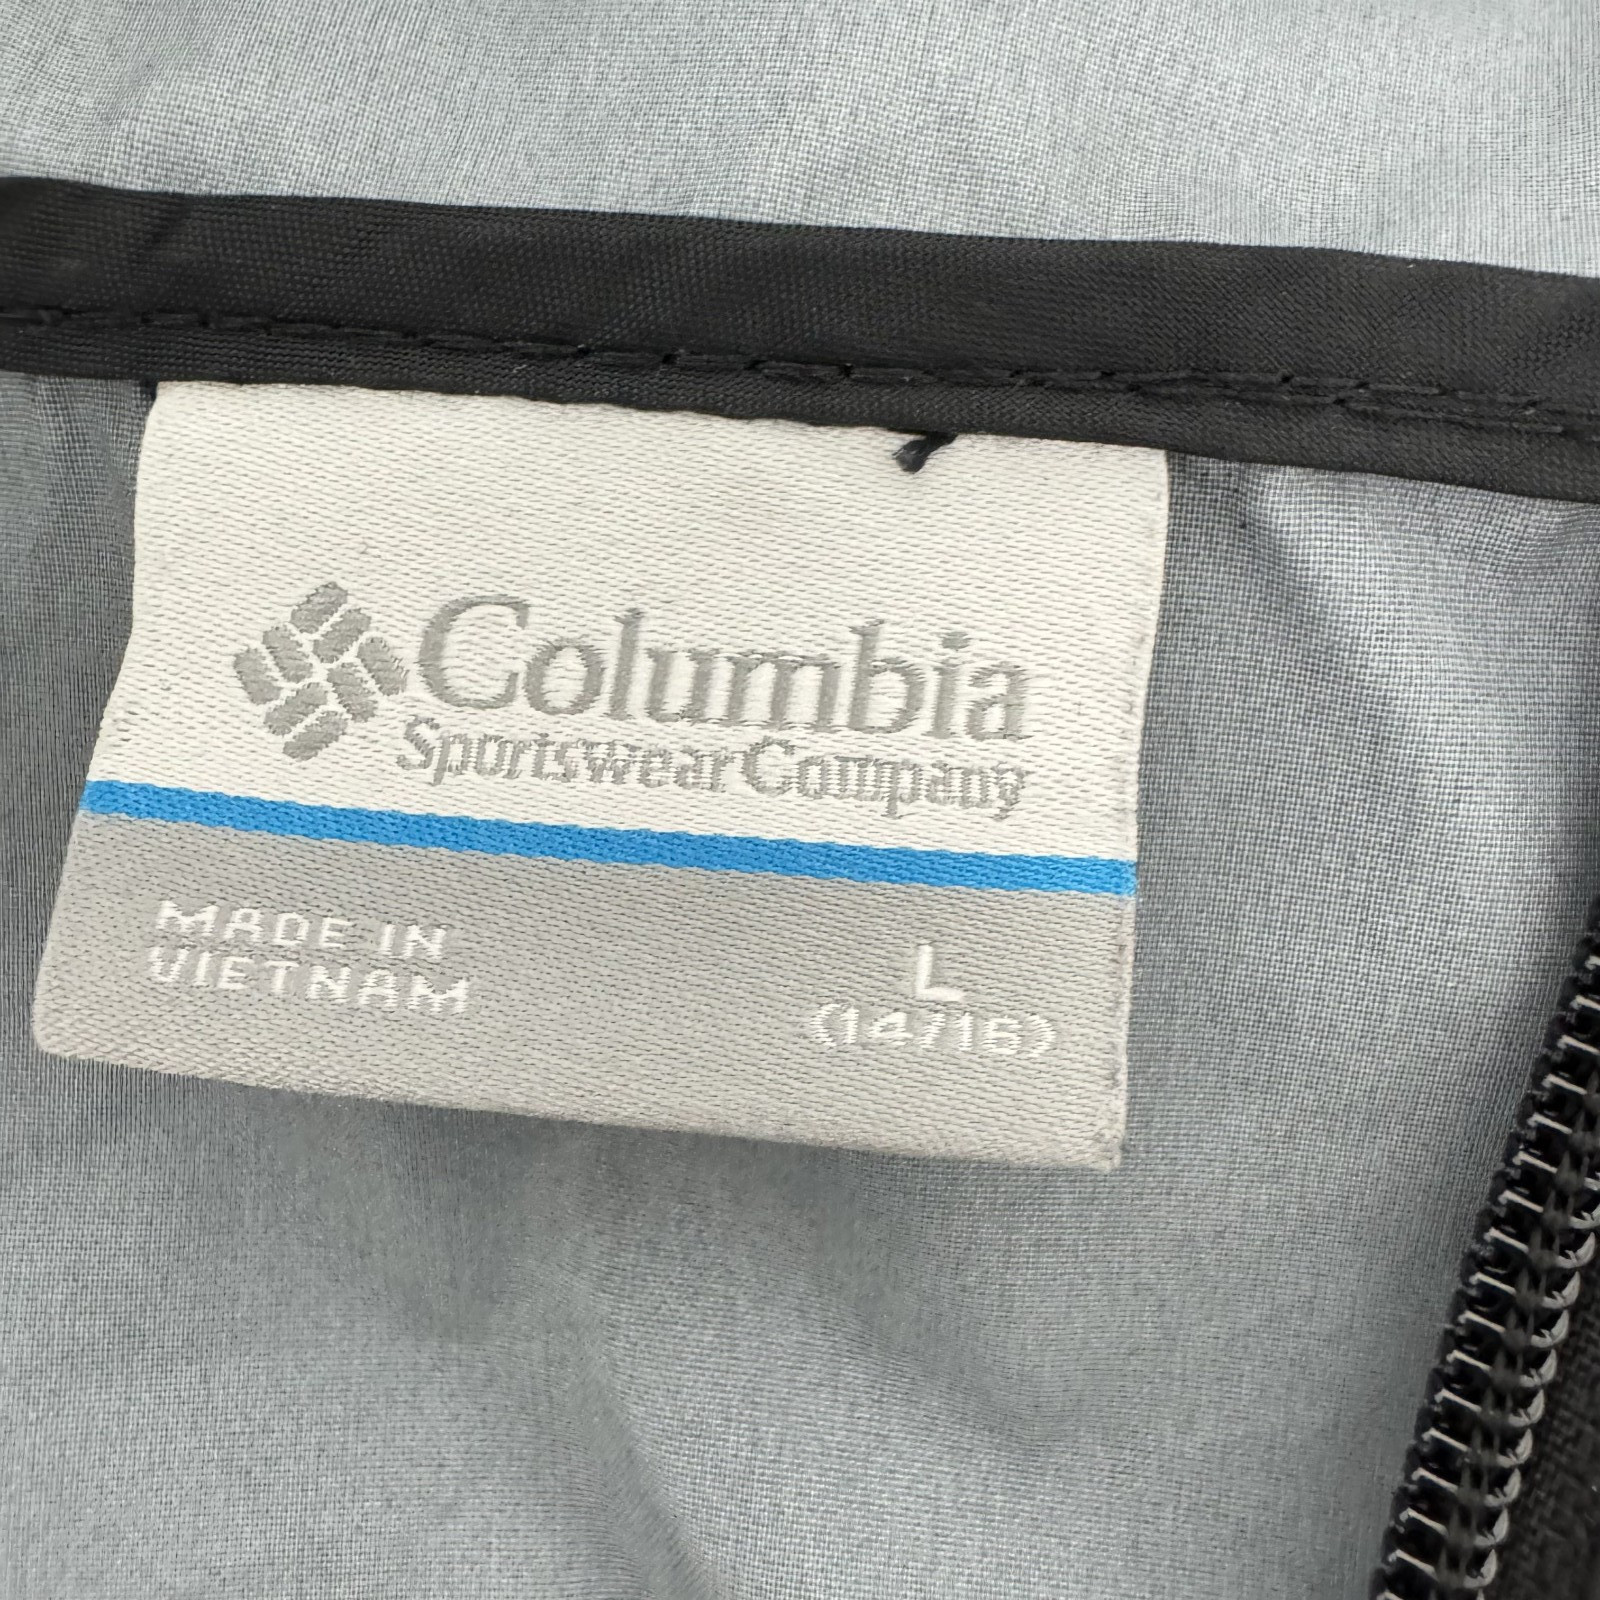 Columbia
Sportswear Company
MADE IN
VIETNAM
L
(14/16)